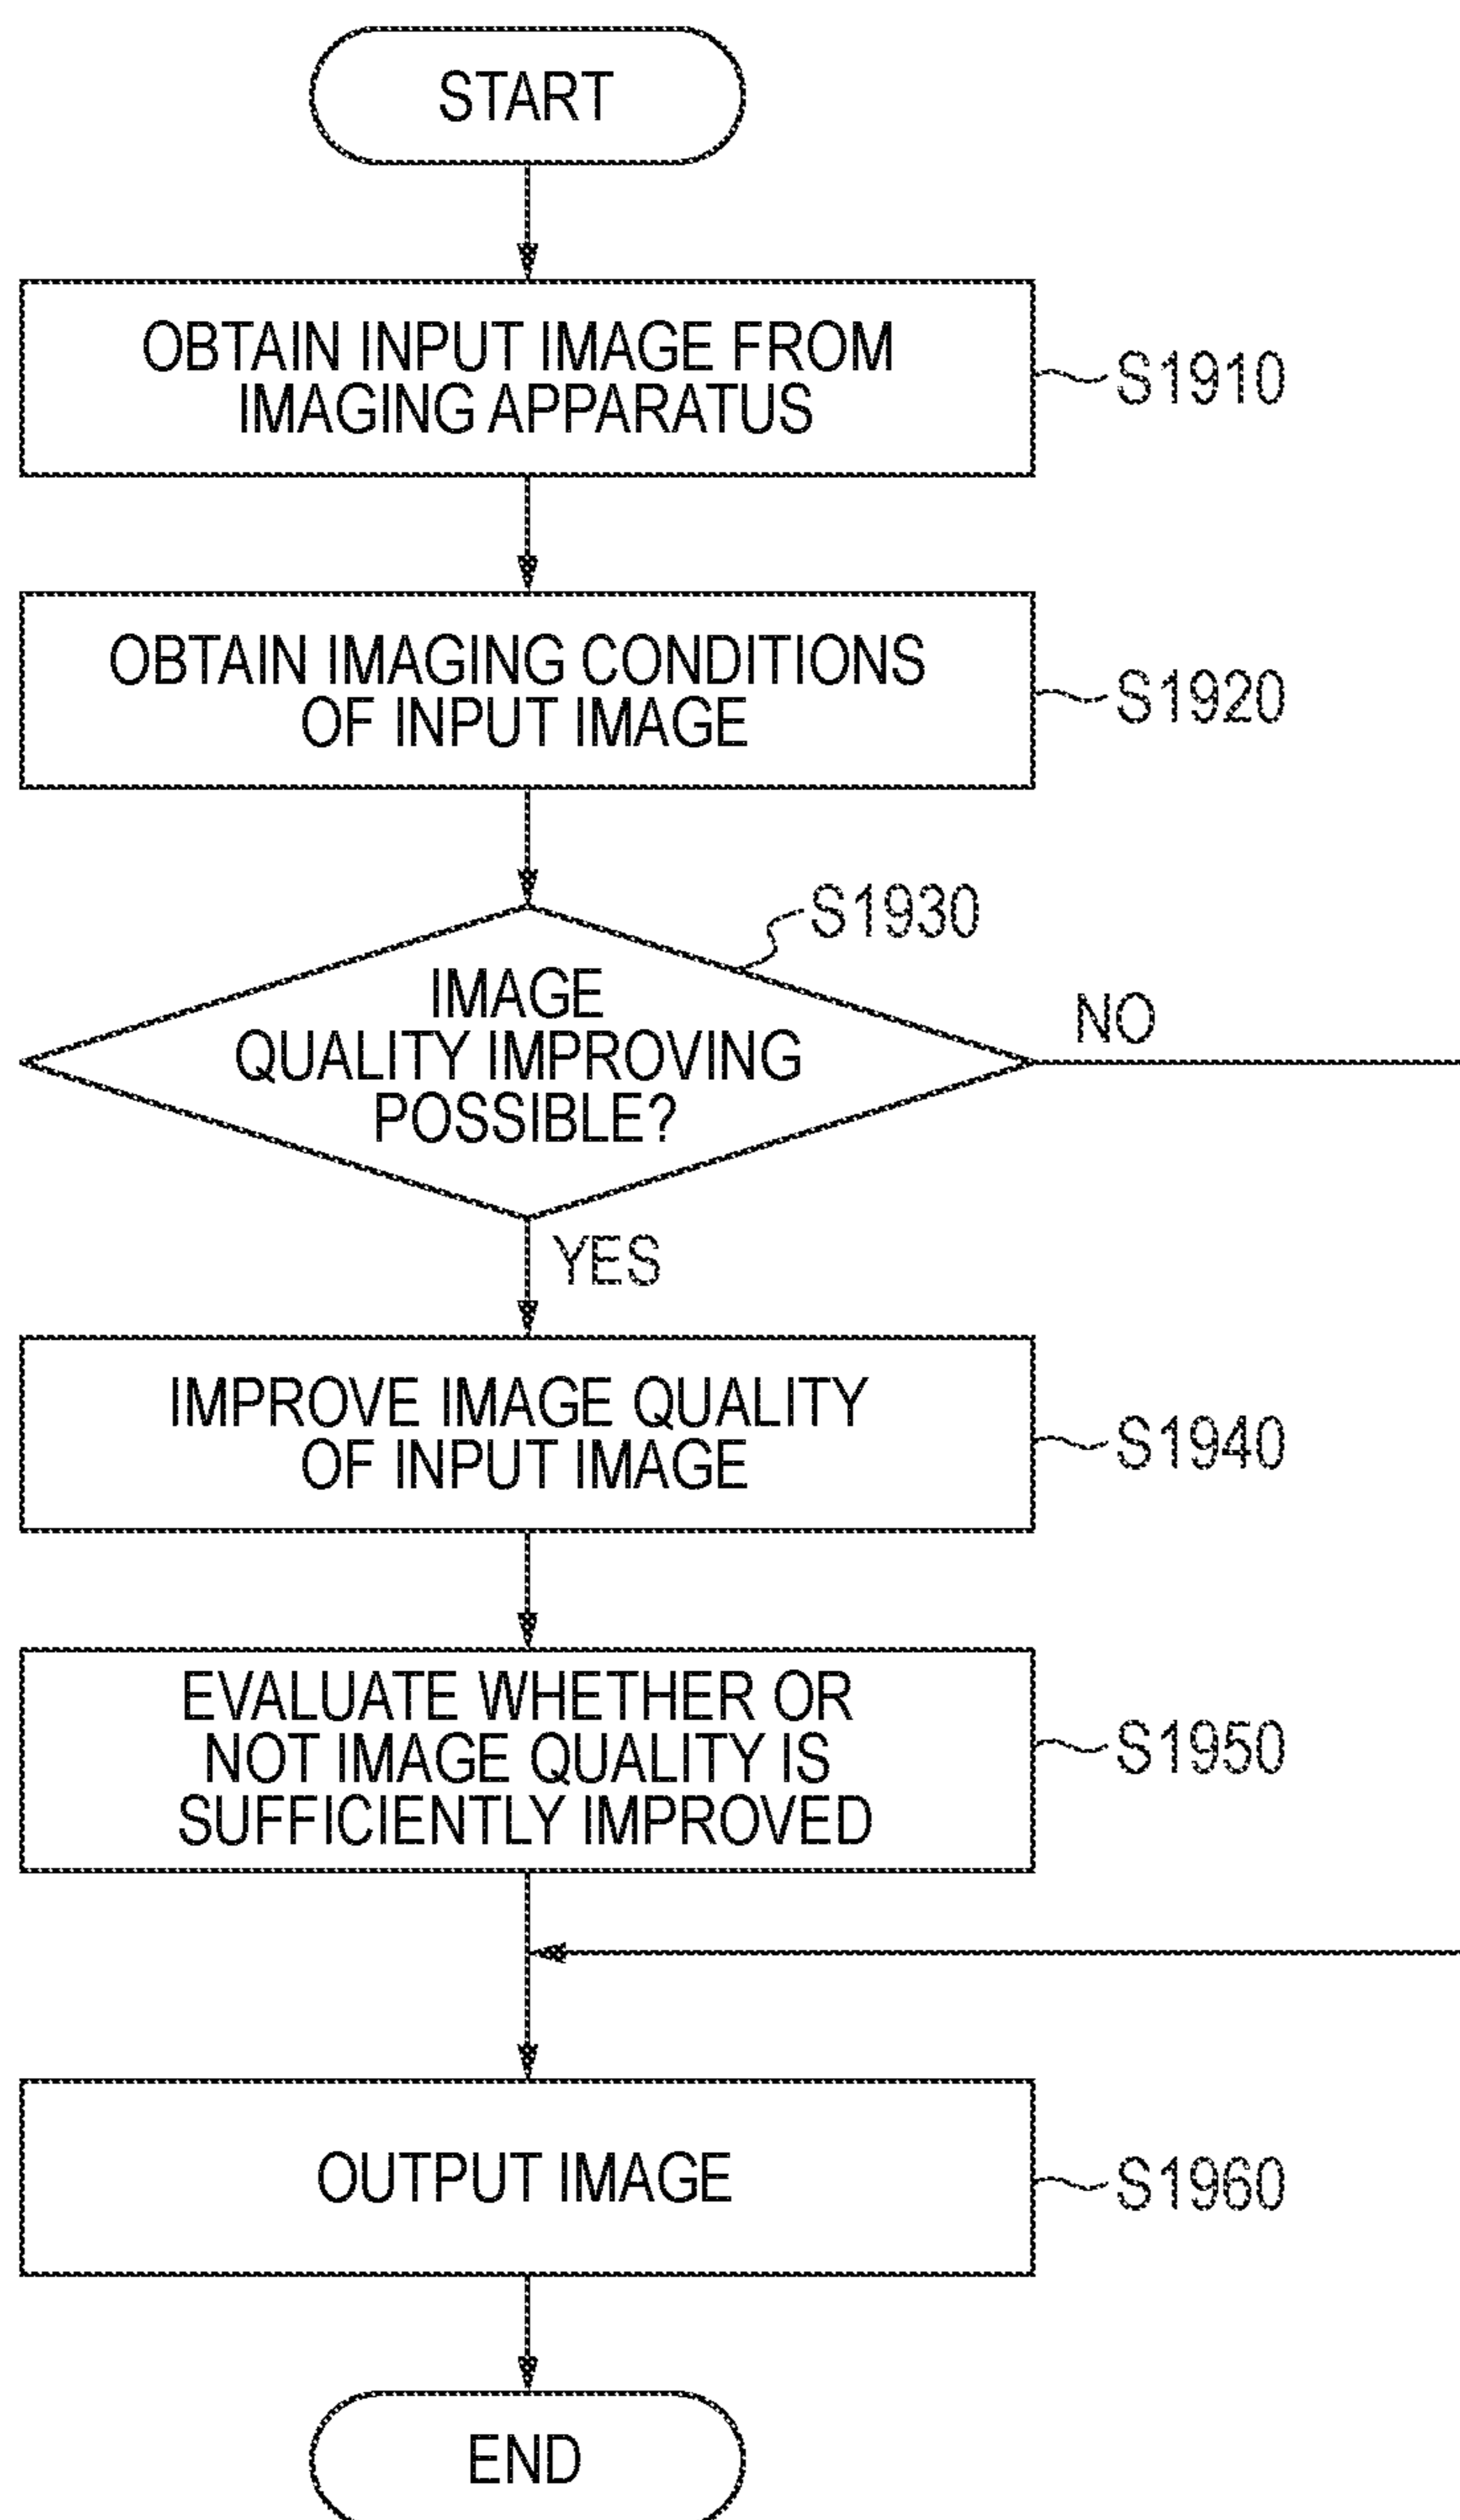 START
OBTAIN INPUT IMAGE FROM
IMAGING APPARATUS
S1910
OBTAIN IMAGING CONDITIONS
OF INPUT IMAGE
S1920
S1930
IMAGE
QUALITY IMPROVING
POSSIBLE?
NO
YES
IMPROVE IMAGE QUALITY
OF INPUT IMAGE
S1940
EVALUATE WHETHER OR
NOT IMAGE QUALITY IS
SUFFICIENTLY IMPROVED
S1950
OUTPUT IMAGE
S1960
END